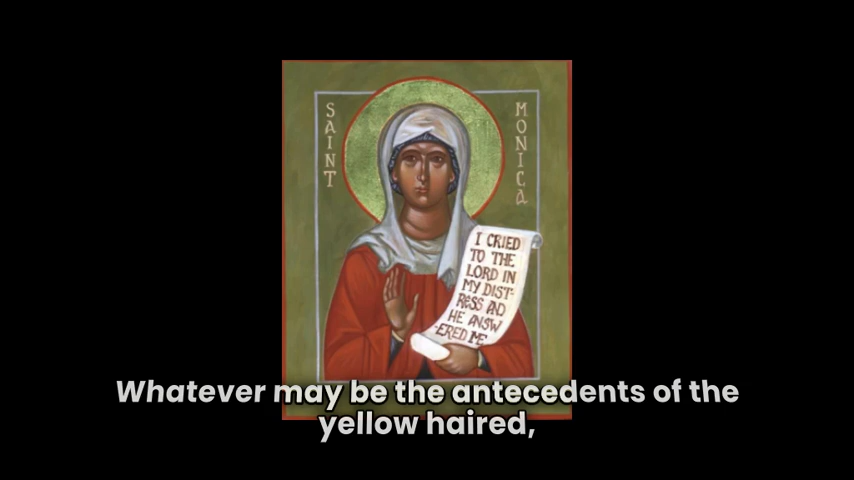 SAINT
MONICA
I CRIED
TO THE
LORD IN
MY DIST-
RESS AND
HE ANSW
-ERED ME
Whatever may be the antecedents of the
yellow haired,